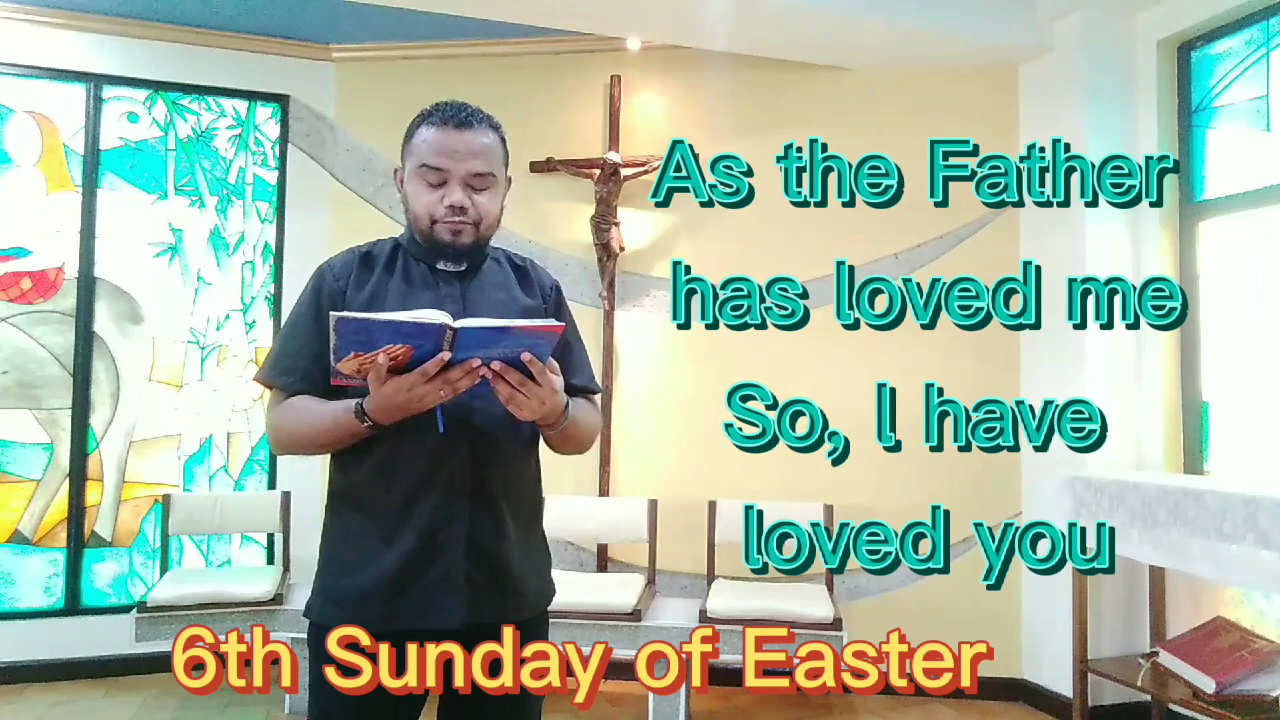 As the Father
has loved me
So, I have
loved you
6th Sunday of Easter